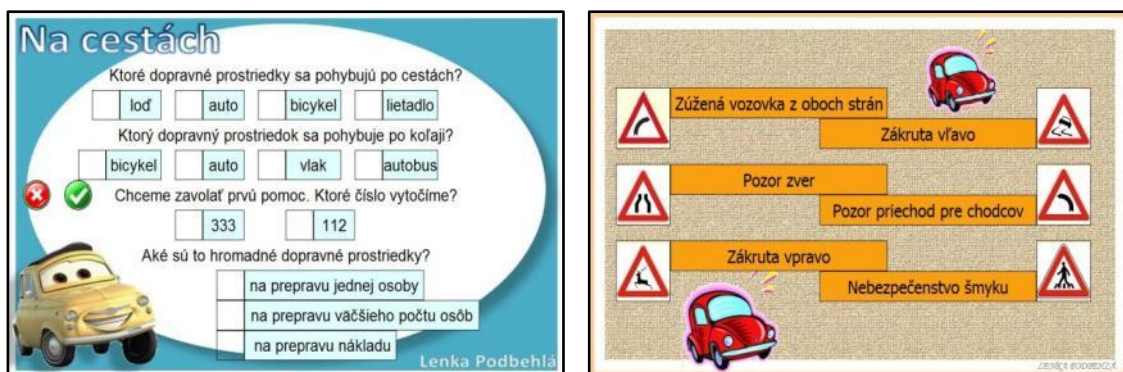 Na cestách
Ktoré dopravné prostriedky sa pohybujú po cestách?
loď auto bicykel lietadlo
Ktorý dopravný prostriedok sa pohybuje po koľaji?
bicykel auto vlak autobus
Chceme zavolať prvú pomoc. Ktoré číslo vytočíme?
333 112
Aké sú to hromadné dopravné prostriedky?
na prepravu jednej osoby
na prepravu väčšieho počtu osôb
na prepravu nákladu
Lenka Podbehlá
Zúžená vozovka z oboch strán
Zákruta vľavo
Pozor zver
Pozor priechod pre chodcov
Zákruta vpravo
Nebezpečenstvo šmyku
LENKA PODBEHLÁ